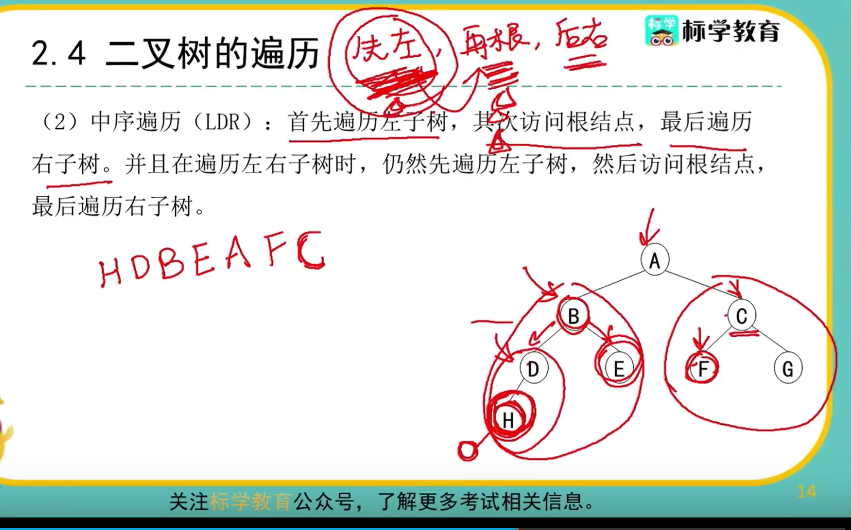 2.4 二叉树的遍历
先左，再根，后右
标学 标学教育
（2）中序遍历（LDR）：首先遍历左子树，其次访问根结点，最后遍历
右子树。并且在遍历左右子树时，仍然先遍历左子树，然后访问根结点，
最后遍历右子树。
HDBEAFC
A
B C
D E F G
H
关注标学教育公众号，了解更多考试相关信息。
14